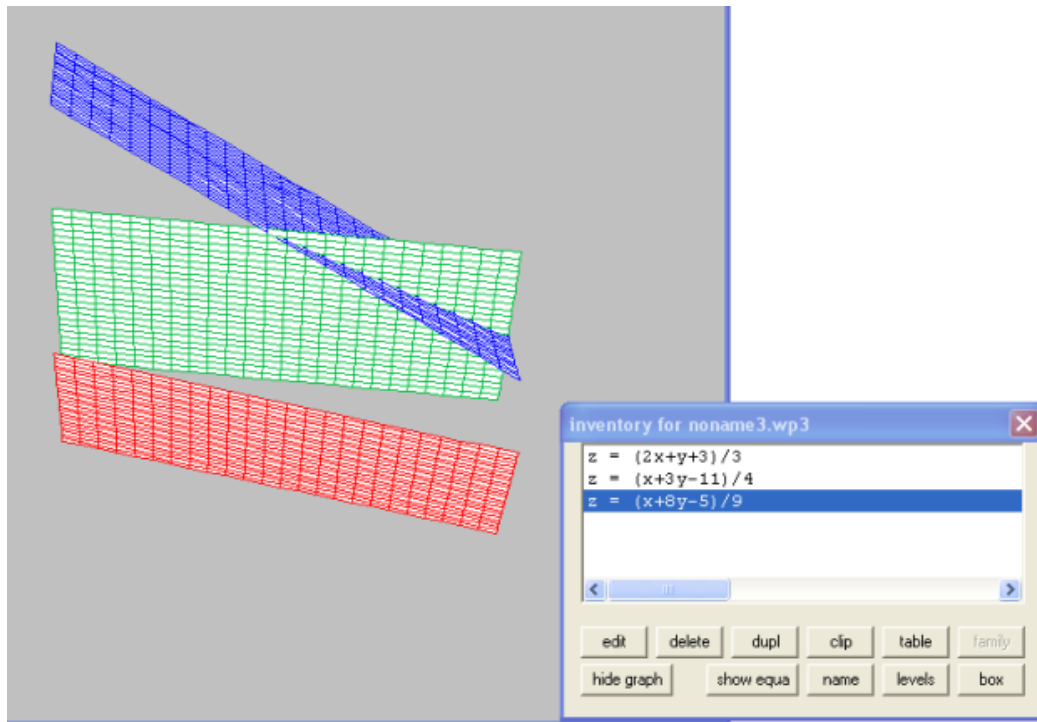 inventory for noname3.wp3
z = (2x+y+3)/3
z = (x+3y-11)/4
z = (x+8y-5)/9
edit delete dupl clip table family
hide graph show equa name levels box